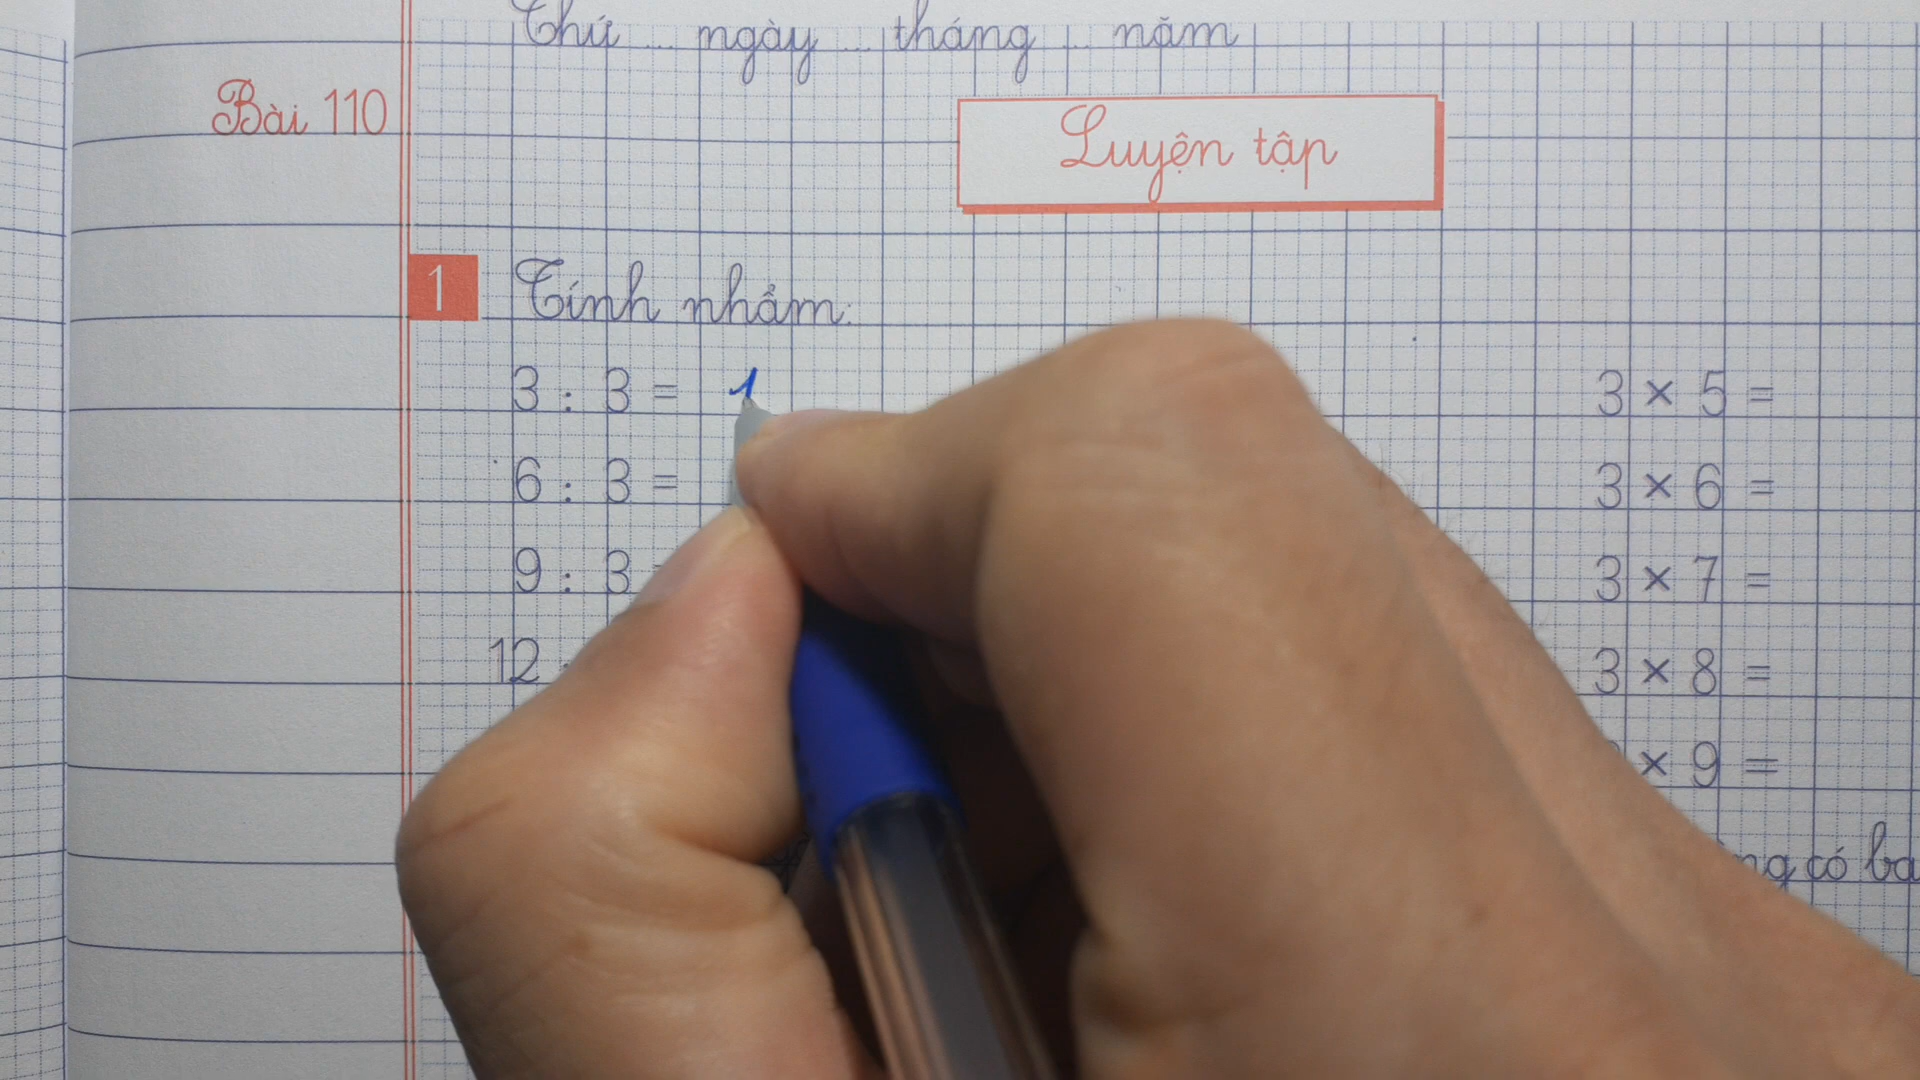 Thứ ... ngày ... tháng ... năm
Bài 110
Luyện tập
1 Tính nhẩm:
3 : 3 = 1
3 × 5 =
6 : 3 =
3 × 6 =
9 : 3
3 × 7 =
12
3 × 8 =
× 9 =
có